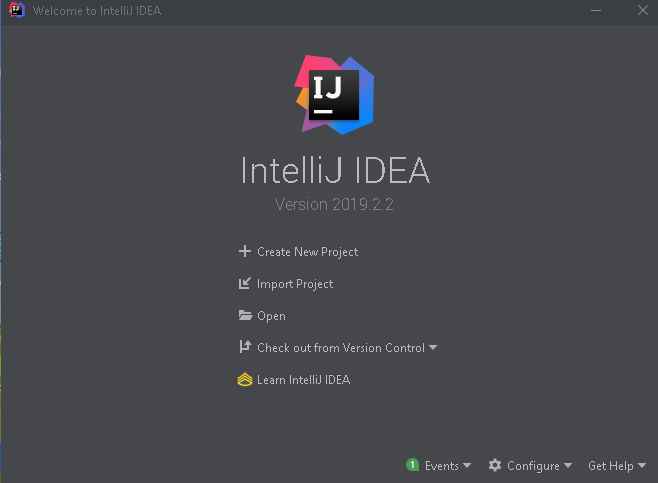 Welcome to IntelliJ IDEA
IJ
IntelliJ IDEA
Version 2019.2.2
Create New Project
Import Project
Open
Check out from Version Control
Learn IntelliJ IDEA
1 Events Configure Get Help